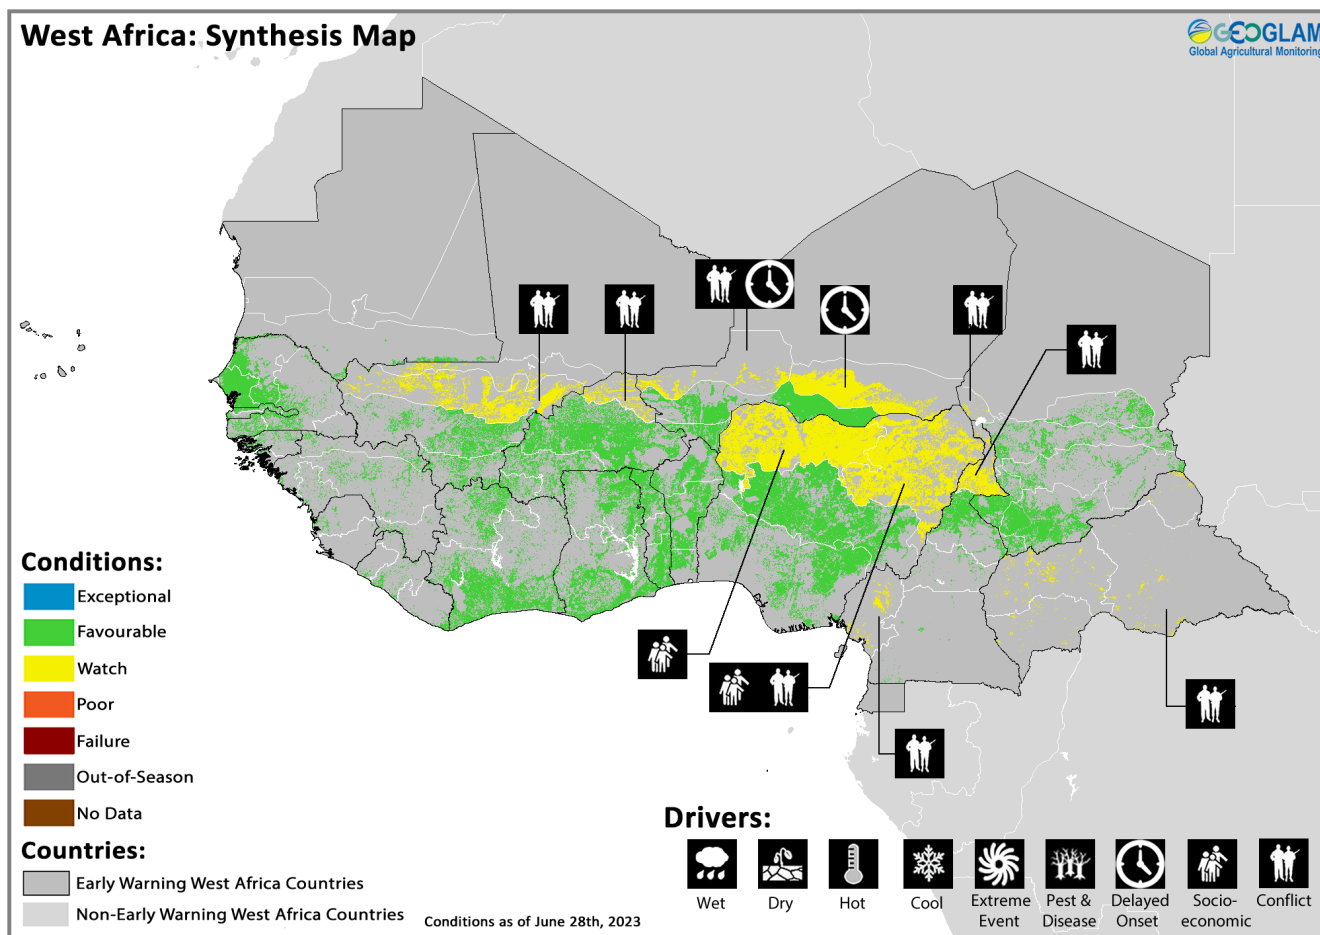 West Africa: Synthesis Map
GEOGLAM
Global Agricultural Monitoring
Conditions:
Exceptional
Favourable
Watch
Poor
Failure
Out-of-Season
No Data
Countries:
Early Warning West Africa Countries
Non-Early Warning West Africa Countries
Conditions as of June 28th, 2023
Drivers:
Wet
Dry
Hot
Cool
Extreme
Event
Pest &
Disease
Delayed
Onset
Socio-
economic
Conflict